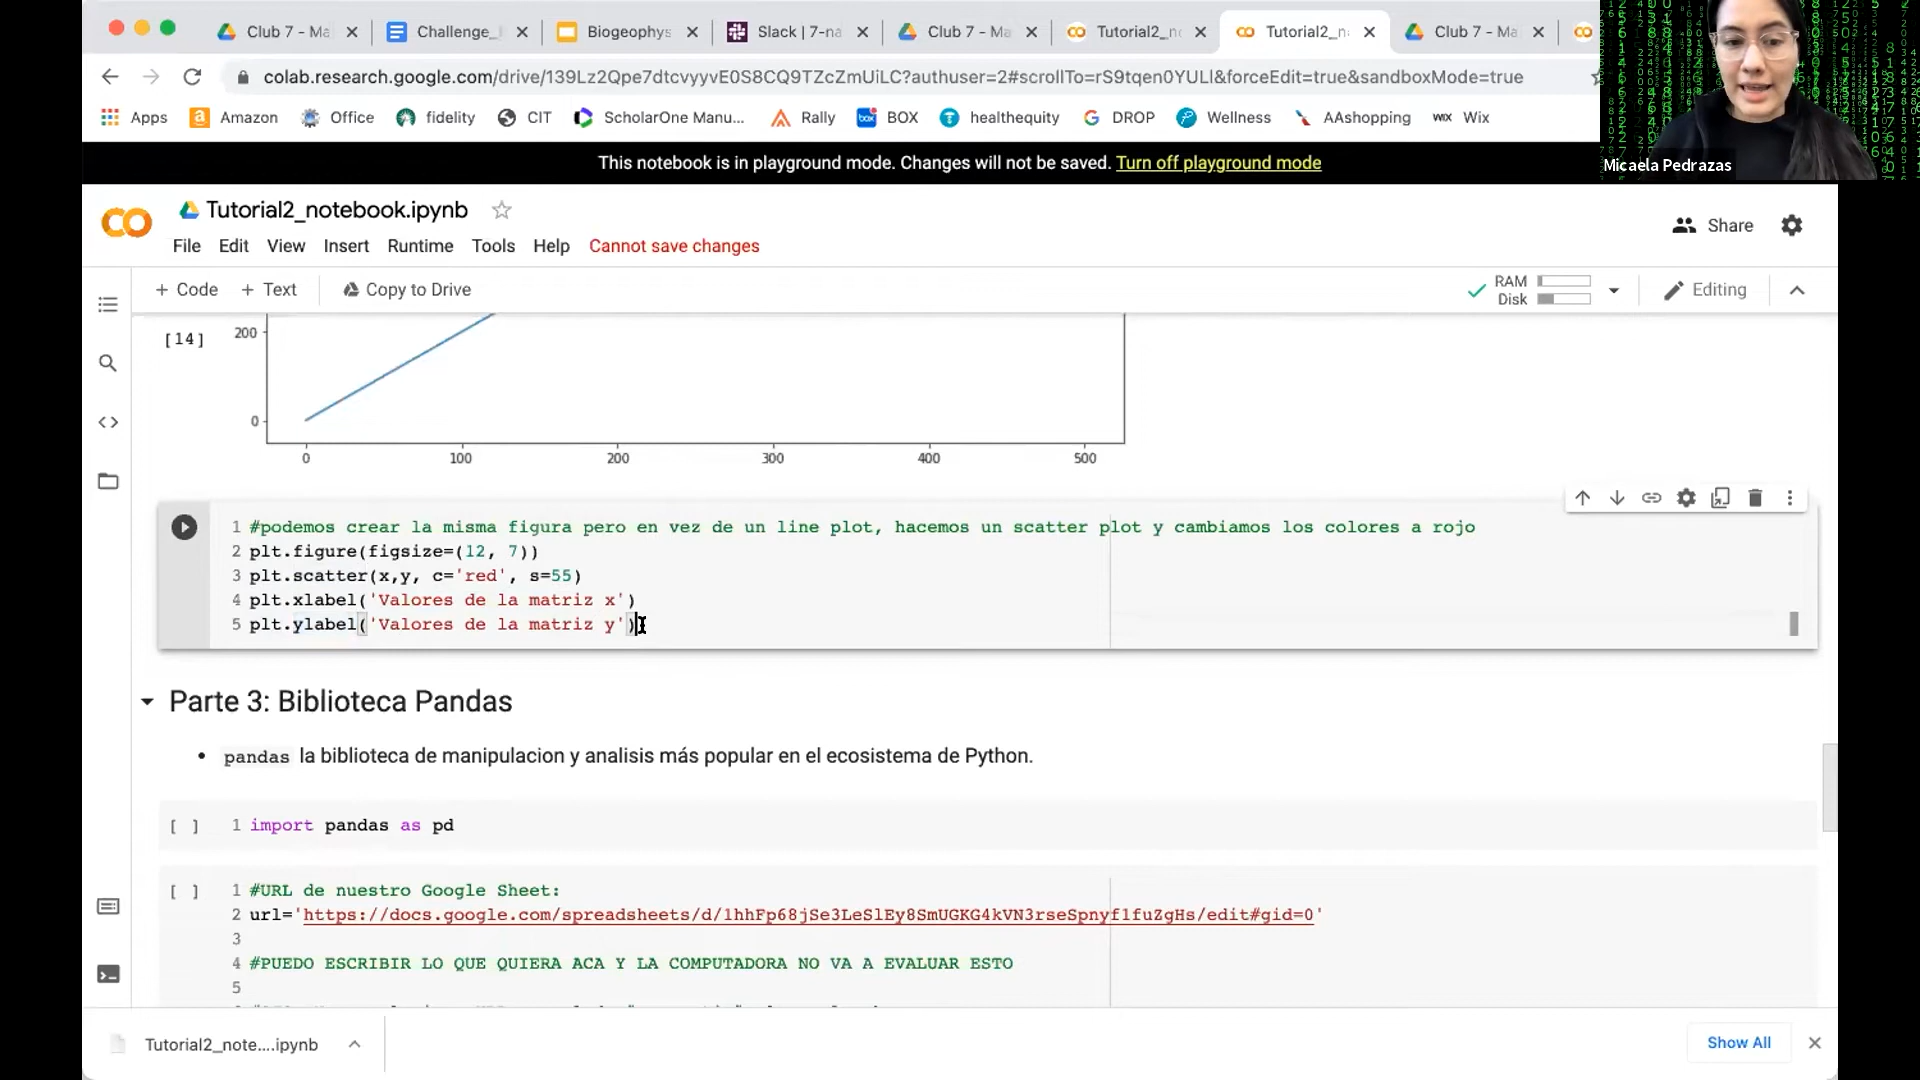 Club 7 - Ma
Challenge_
Biogeophys
Slack | 7-na
Club 7 - Ma
Tutorial2_no
Tutorial2_n
Club 7 - Ma
colab.research.google.com/drive/139Lz2Qpe7dtcvyyvE0S8CQ9TZcZmUiLC?authuser=2#scrollTo=rS9tqen0YULl&forceEdit=true&sandboxMode=true
Apps
Amazon
Office
fidelity
CIT
ScholarOne Manu...
Rally
BOX
healthequity
DROP
Wellness
AAshopping
Wix
Micaela Pedrazas
This notebook is in playground mode. Changes will not be saved. Turn off playground mode
Tutorial2_notebook.ipynb
Share
File Edit View Insert Runtime Tools Help Cannot save changes
+ Code + Text Copy to Drive
RAM
Disk
Editing
[14]
200
0
0 100 200 300 400 500
1 #podemos crear la misma figura pero en vez de un line plot, hacemos un scatter plot y cambiamos los colores a rojo
2 plt.figure(figsize=(12, 7))
3 plt.scatter(x,y, c='red', s=55)
4 plt.xlabel('Valores de la matriz x')
5 plt.ylabel('Valores de la matriz y')
Parte 3: Biblioteca Pandas
• pandas la biblioteca de manipulacion y analisis más popular en el ecosistema de Python.
[ ] 1 import pandas as pd
[ ] 1 #URL de nuestro Google Sheet:
2 url='https://docs.google.com/spreadsheets/d/1hhFp68jSe3LeSlEy8SmUGKG4kVN3rseSpnyf1fuZgHs/edit#gid=0'
3
4 #PUEDO ESCRIBIR LO QUE QUIERA ACA Y LA COMPUTADORA NO VA A EVALUAR ESTO
5
Tutorial2_note....ipynb
Show All